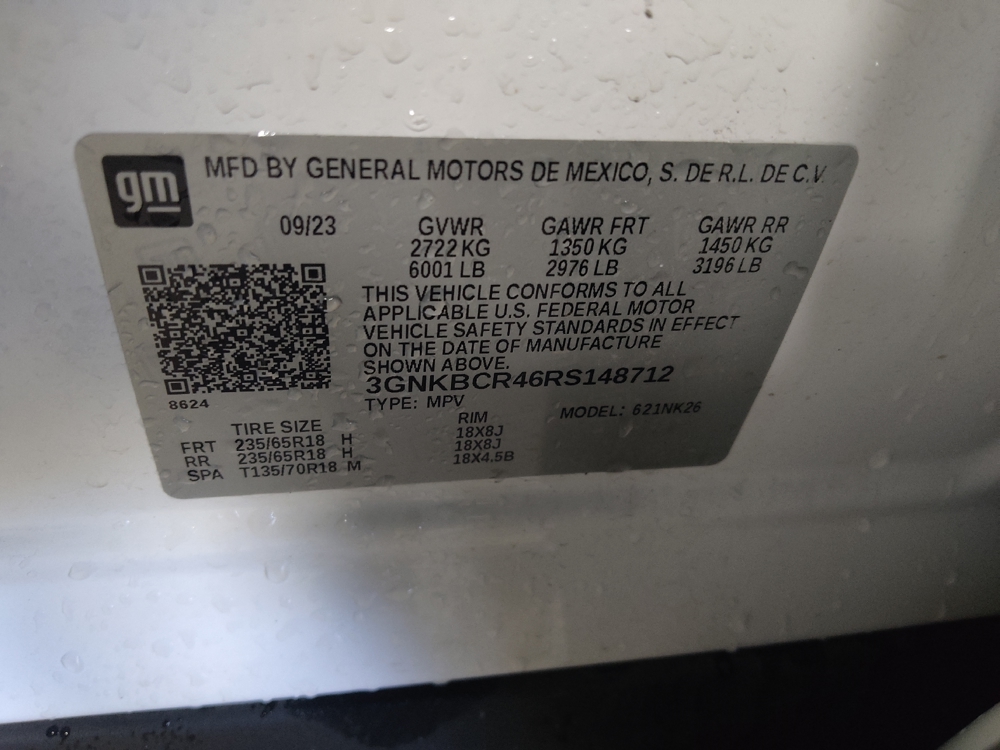 gm
MFD BY GENERAL MOTORS DE MEXICO, S. DE R.L. DE C.V.
09/23 GVWR GAWR FRT GAWR RR
2722 KG 1350 KG 1450 KG
6001 LB 2976 LB 3196 LB
THIS VEHICLE CONFORMS TO ALL
APPLICABLE U.S. FEDERAL MOTOR
VEHICLE SAFETY STANDARDS IN EFFECT
ON THE DATE OF MANUFACTURE
SHOWN ABOVE.
3GNKBCR46RS148712
8624
TYPE: MPV MODEL: 621NK26
TIRE SIZE RIM
FRT 235/65R18 H 18X8J
RR 235/65R18 H 18X8J
SPA T135/70R18 M 18X4.5B